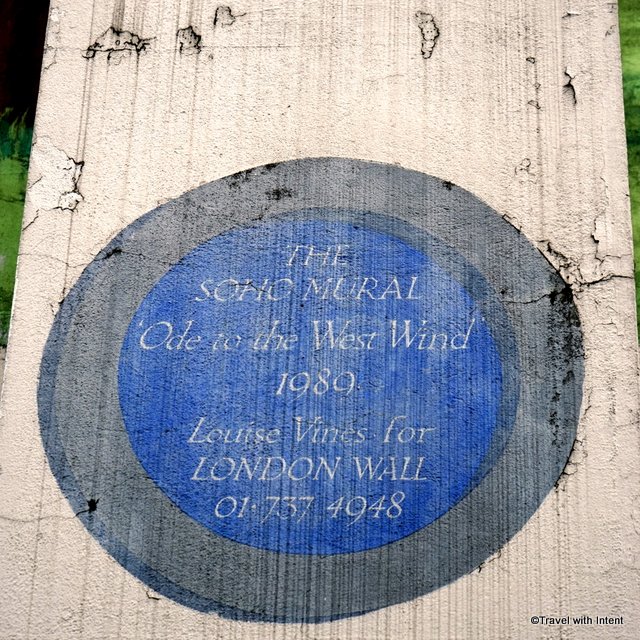 THE
SOHO MURAL
'Ode to the West Wind'
1989
Louise Vines for
LONDON WALL
01·737 4948
©Travel with Intent